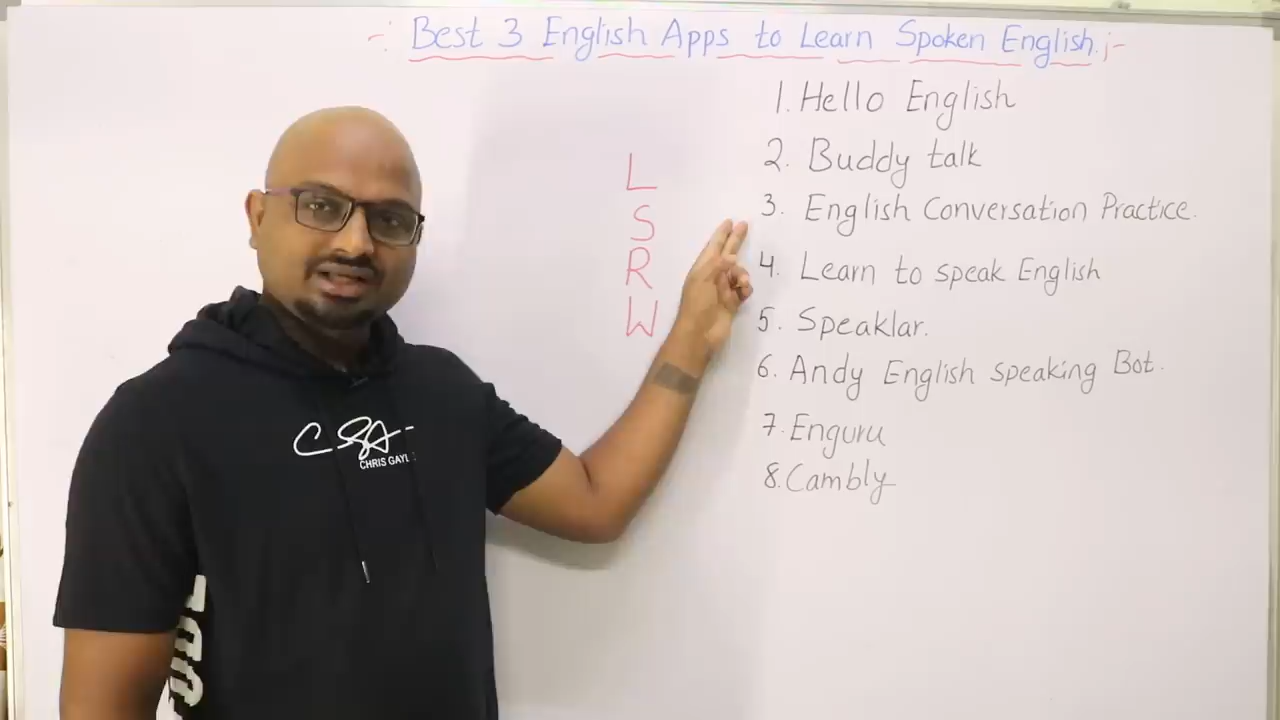 -: Best 3 English Apps to Learn Spoken English :-
1. Hello English
2. Buddy talk
3. English Conversation Practice.
4. Learn to speak English
5. Speaklar.
6. Andy English speaking Bot.
7. Enguru
8. Cambly
L
S
R
W
CHRIS GAYL